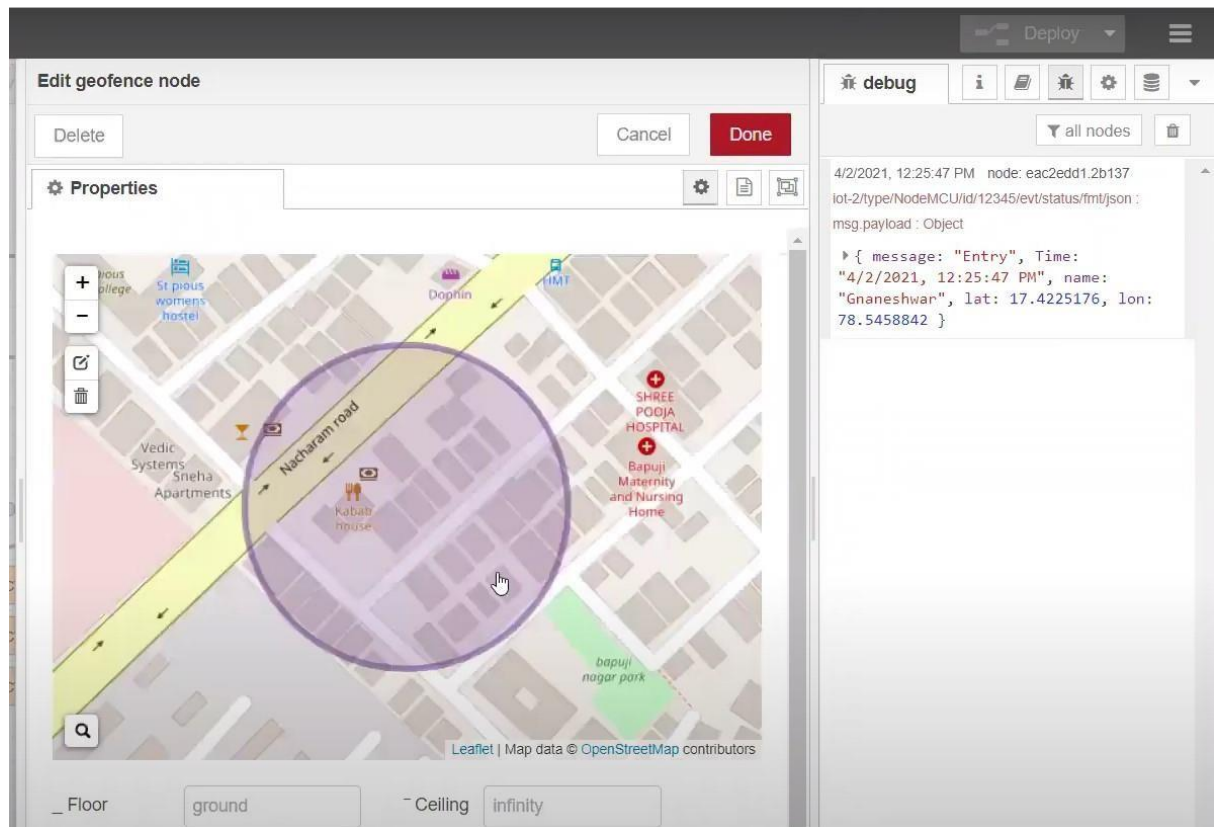 Deploy
Edit geofence node
Delete
Cancel
Done
Properties
+
−
St pious
womens
hostel
Dophin
HMT
SHREE
POOJA
HOSPITAL
Bapuji
Maternity
and Nursing
Home
Nacharam road
Vedic
Systems
Sneha
Apartments
Kabab
house
bapuji
nagar park
Leaflet | Map data © OpenStreetMap contributors
_ Floor
ground
‾ Ceiling
infinity
debug
i
all nodes
4/2/2021, 12:25:47 PM node: eac2edd1.2b137
iot-2/type/NodeMCU/id/12345/evt/status/fmt/json :
msg.payload : Object
{ message: "Entry", Time:
"4/2/2021, 12:25:47 PM", name:
"Gnaneshwar", lat: 17.4225176, lon:
78.5458842 }